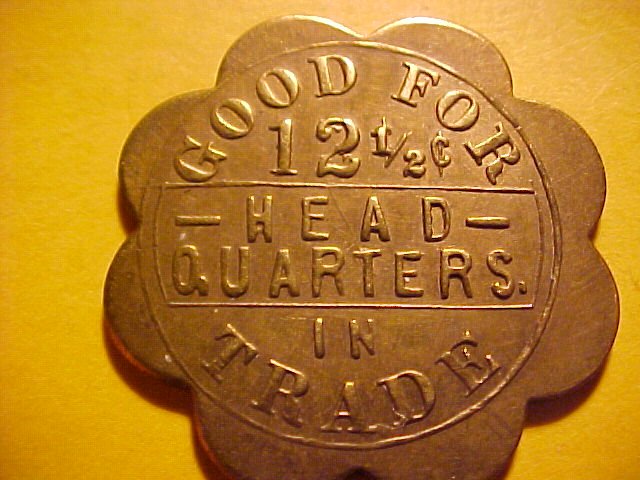 GOOD FOR
12½¢
— HEAD —
QUARTERS.
IN
TRADE